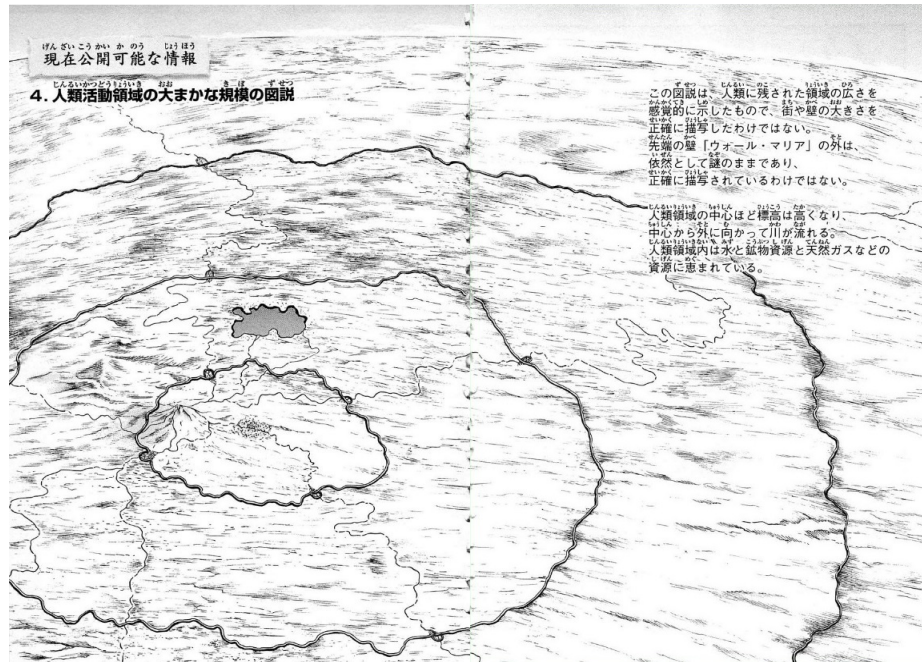 現在公開可能な情報
4.人類活動領域の大まかな規模の図説
この図説は、人類に残された領域の広さを
感覚的に示したもので、街や壁の大きさを
正確に描写しだわけではない。
先端の壁「ウォール・マリア」の外は、
依然として謎のままであり、
正確に描写されているわけではない。
人類領域の中心ほど標高は高くなり、
中心から外に向かって川が流れる。
人類領域内は水と鉱物資源と天然ガスなどの
資源に恵まれている。